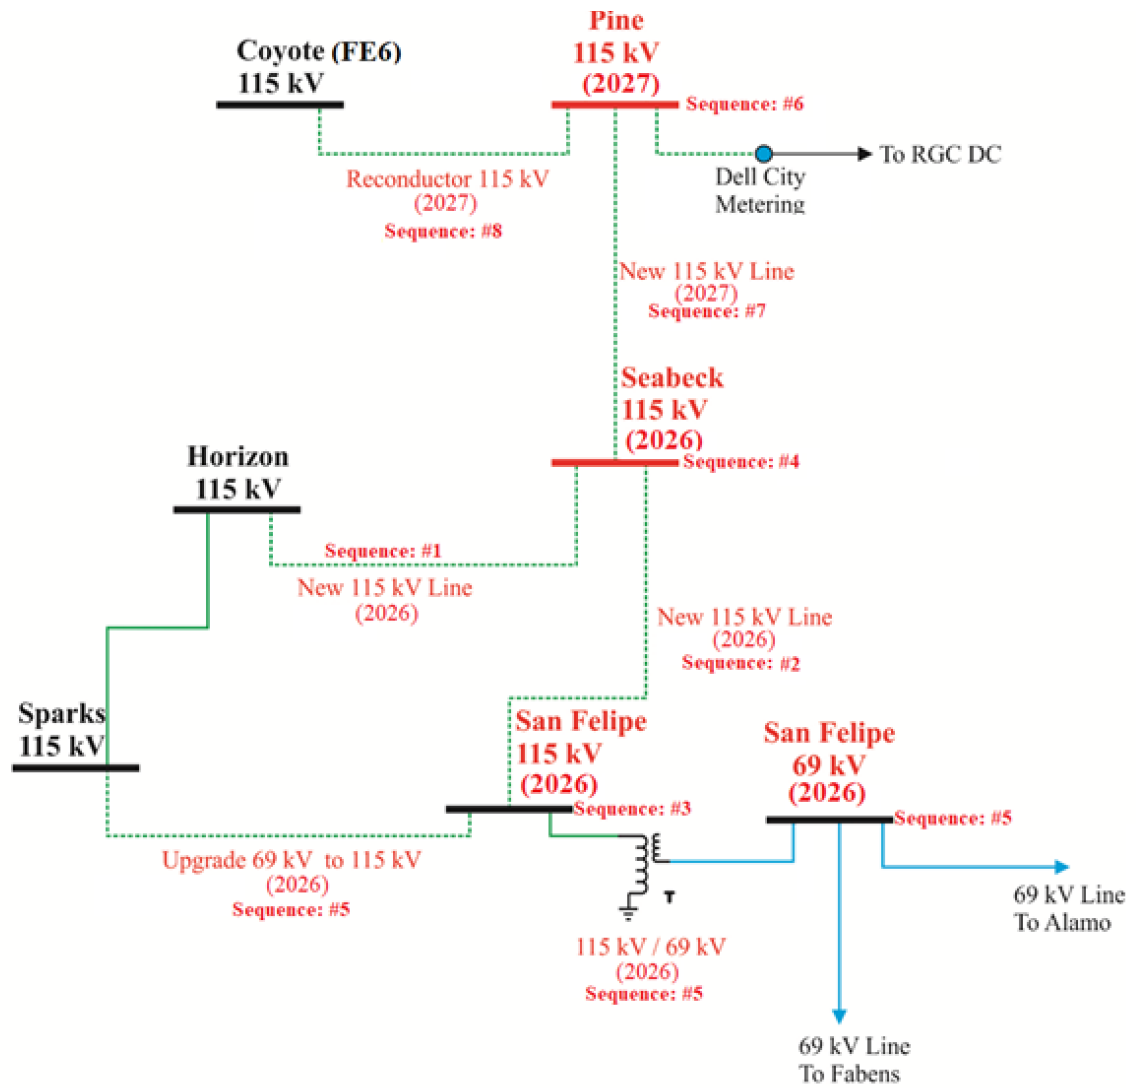 Coyote (FE6)
115 kV
Pine
115 kV
(2027)
Sequence: #6
To RGC DC
Dell City
Metering
Reconductor 115 kV
(2027)
Sequence: #8
New 115 kV Line
(2027)
Sequence: #7
Seabeck
115 kV
(2026)
Sequence: #4
Horizon
115 kV
Sequence: #1
New 115 kV Line
(2026)
New 115 kV Line
(2026)
Sequence: #2
Sparks
115 kV
San Felipe
115 kV
(2026)
Sequence: #3
San Felipe
69 kV
(2026)
Sequence: #5
Upgrade 69 kV to 115 kV
(2026)
Sequence: #5
T
115 kV / 69 kV
(2026)
Sequence: #5
69 kV Line
To Alamo
69 kV Line
To Fabens